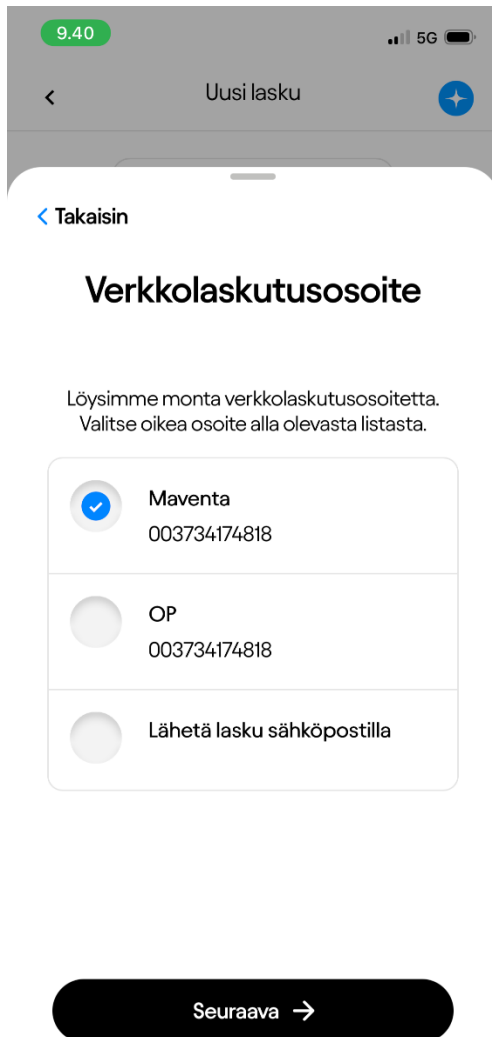 9.40
5G
Uusi lasku
Takaisin
Verkkolaskutusosoite
Löysimme monta verkkolaskutusosoitetta.
Valitse oikea osoite alla olevasta listasta.
Maventa
003734174818
OP
003734174818
Lähetä lasku sähköpostilla
Seuraava →